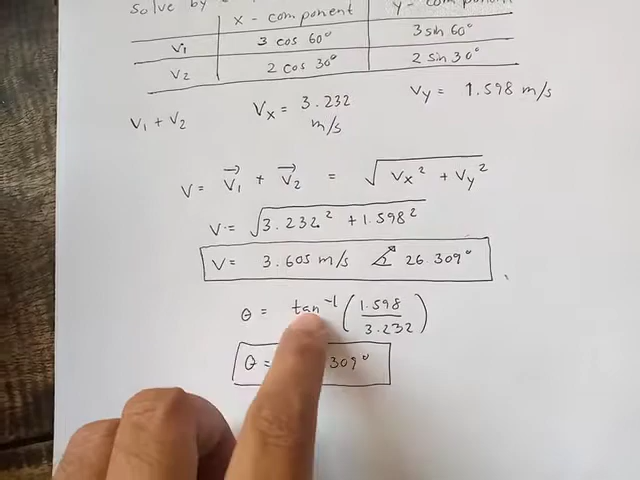 solve by
x - component y - component
V1 3 cos 60° 3 sin 60°
V2 2 cos 30° 2 sin 30°
V1 + V2 Vx = 3.232 m/s Vy = 1.598 m/s
V = V1 + V2 = √Vx² + Vy²
V = √3.232² + 1.598²
V = 3.605 m/s ∡ 26.309°
θ = tan⁻¹ (1.598 / 3.232)
θ = 309°